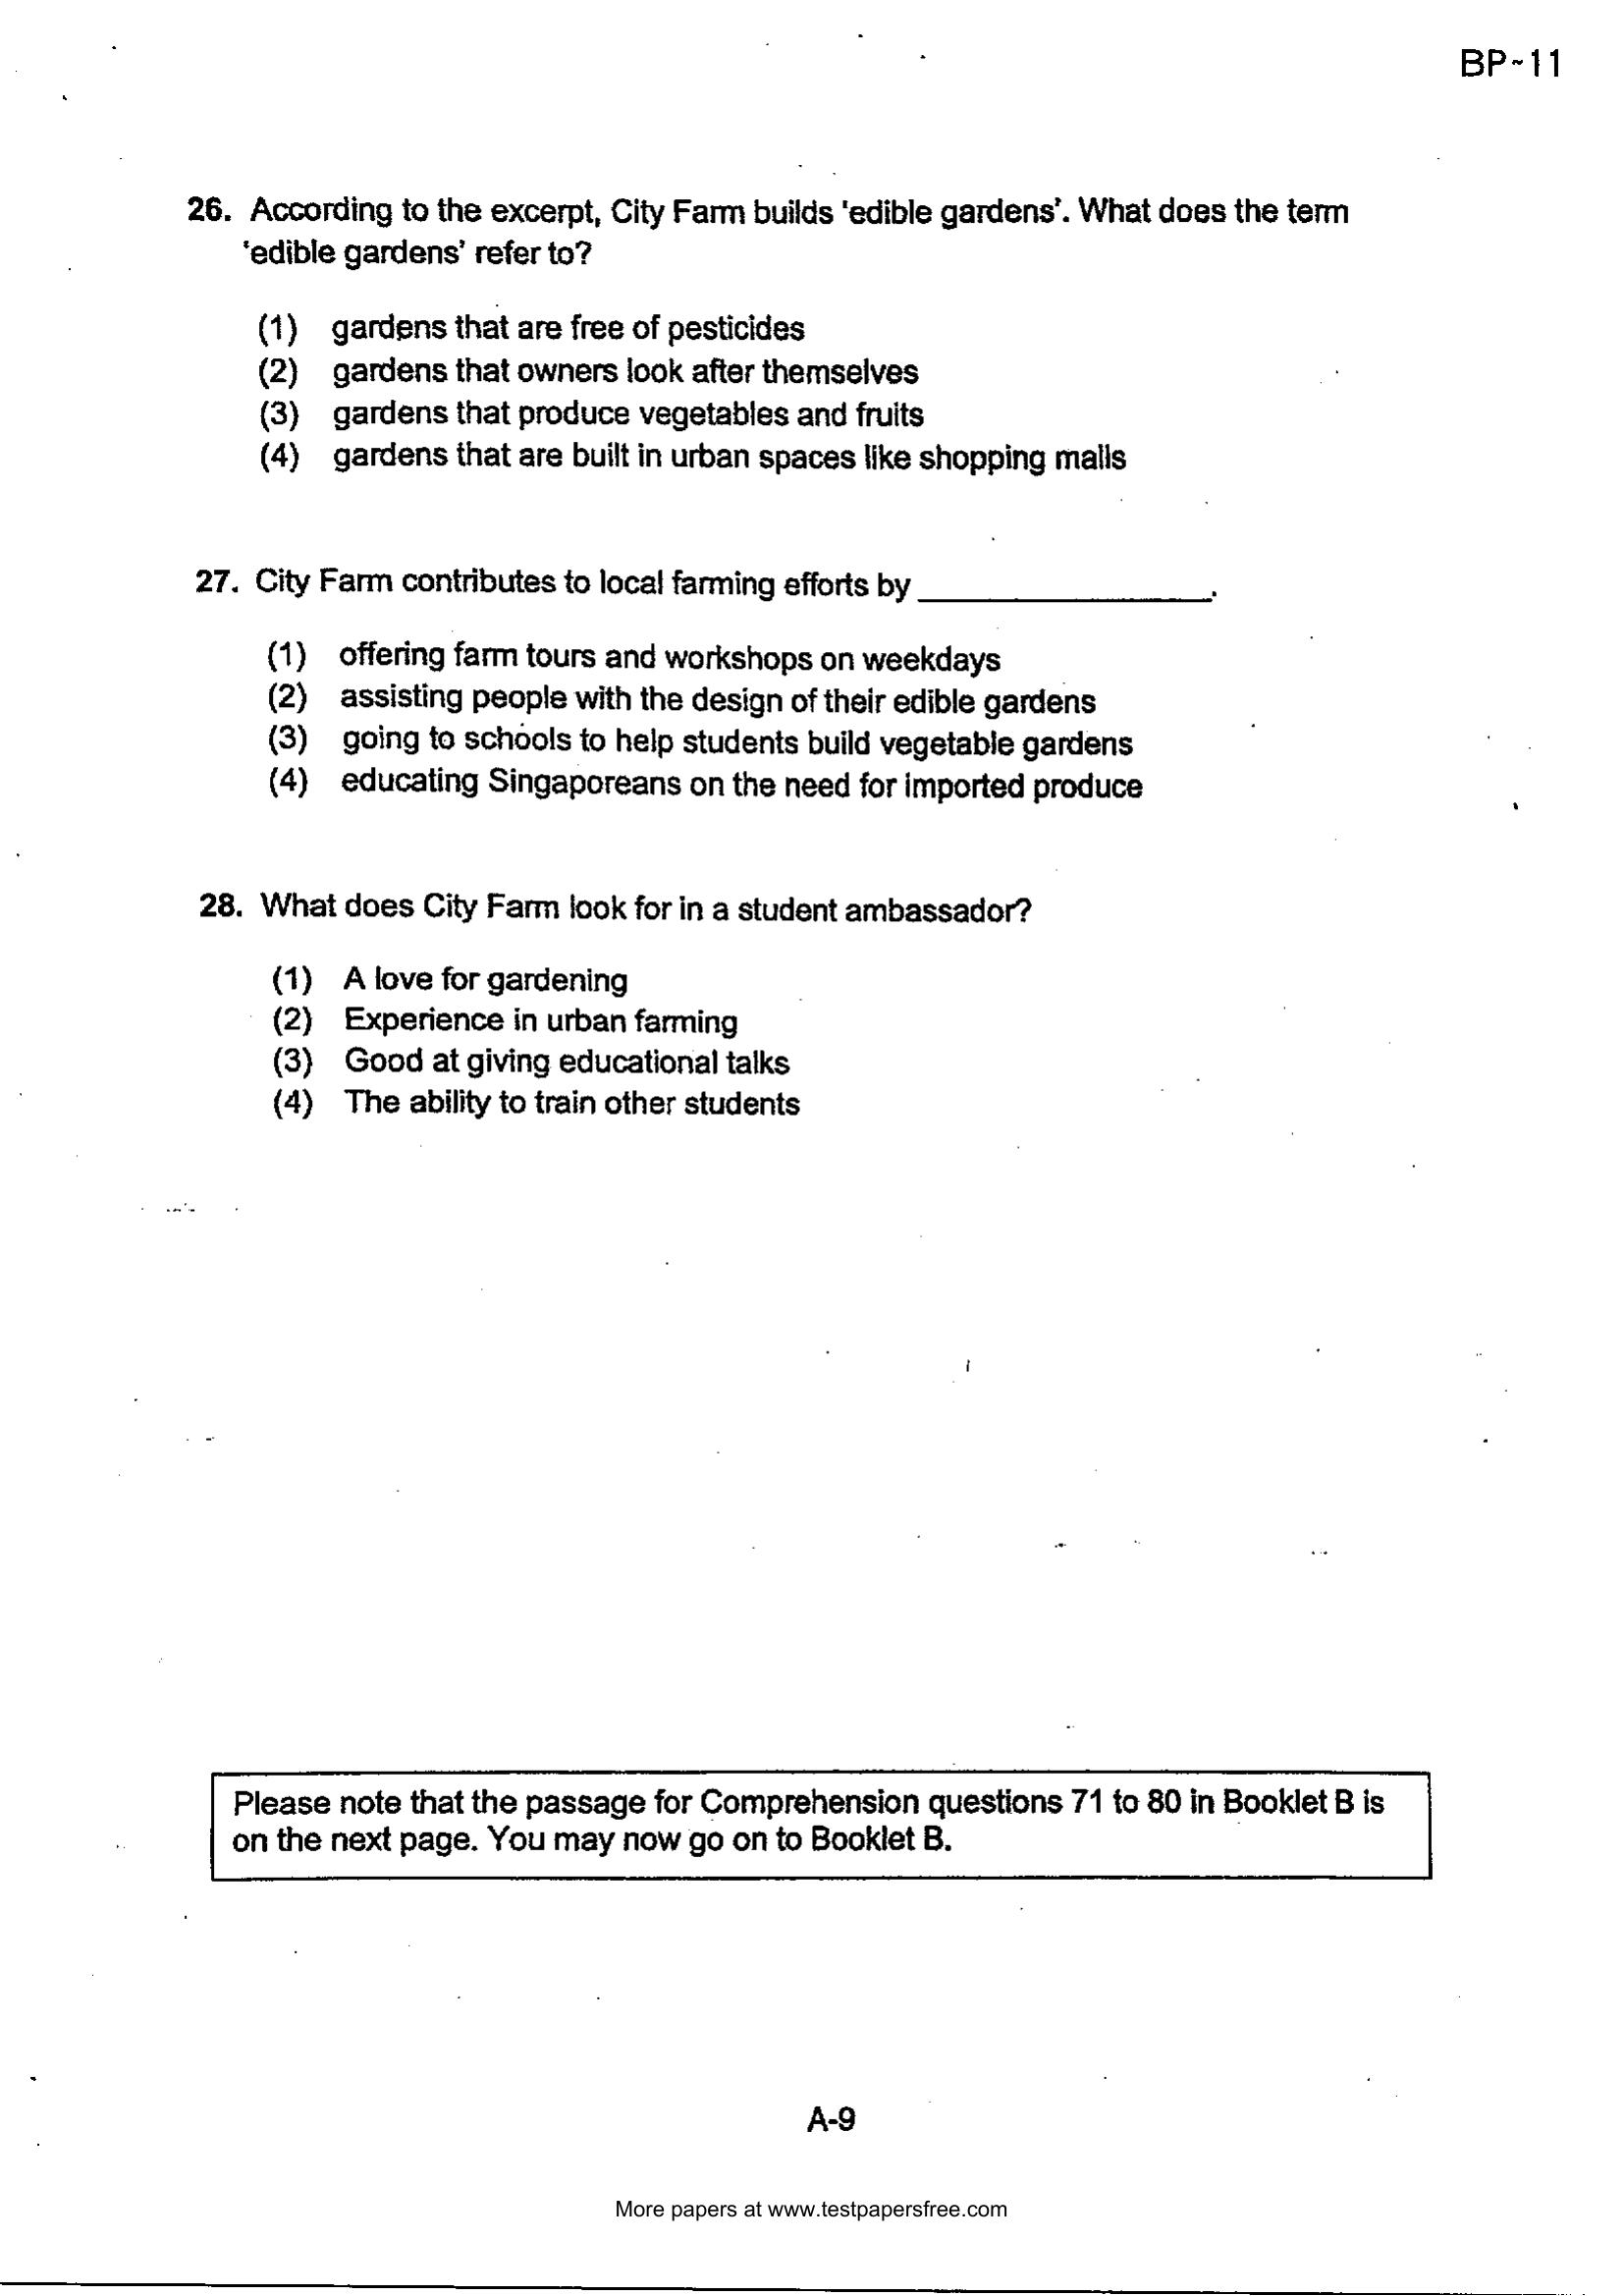 BP~11
26. According to the excerpt, City Farm builds 'edible gardens'. What does the term
'edible gardens' refer to?
(1) gardens that are free of pesticides
(2) gardens that owners look after themselves
(3) gardens that produce vegetables and fruits
(4) gardens that are built in urban spaces like shopping malls
27. City Farm contributes to local farming efforts by ____________________.
(1) offering farm tours and workshops on weekdays
(2) assisting people with the design of their edible gardens
(3) going to schools to help students build vegetable gardens
(4) educating Singaporeans on the need for imported produce
28. What does City Farm look for in a student ambassador?
(1) A love for gardening
(2) Experience in urban farming
(3) Good at giving educational talks
(4) The ability to train other students
Please note that the passage for Comprehension questions 71 to 80 in Booklet B is
on the next page. You may now go on to Booklet B.
A-9
More papers at www.testpapersfree.com